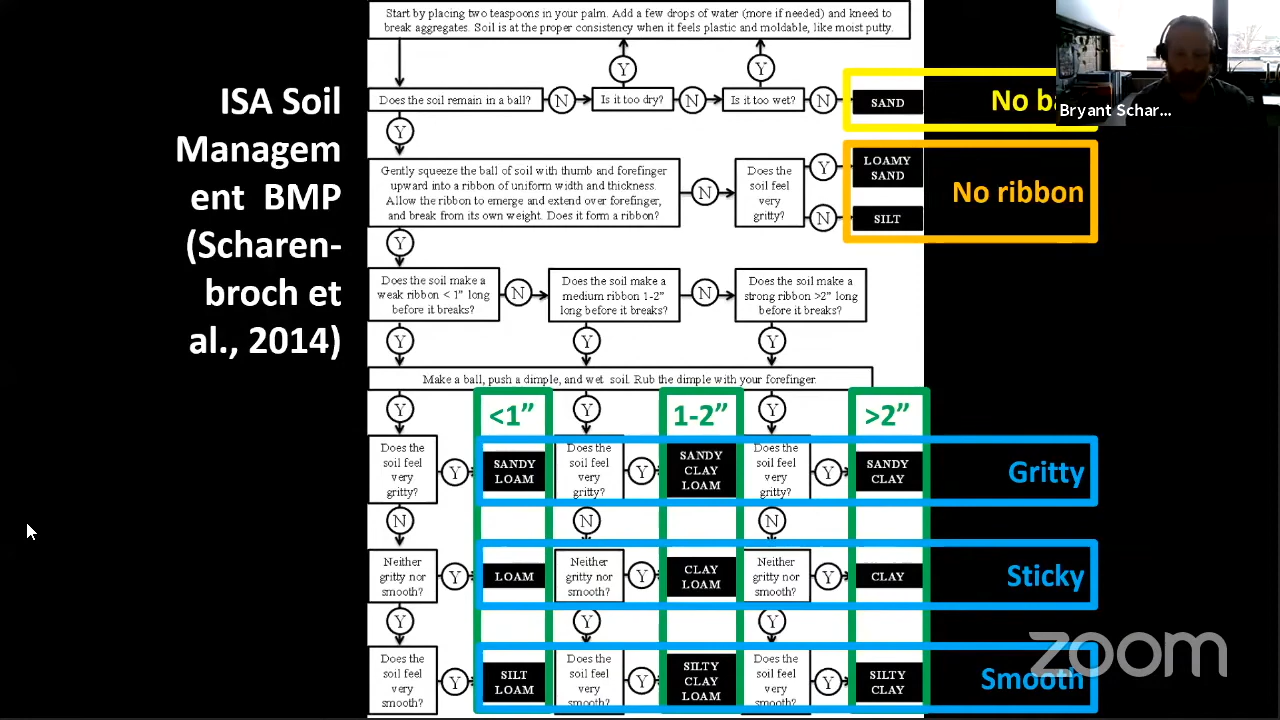 Start by placing two teaspoons in your palm. Add a few drops of water (more if needed) and kneed to
break aggregates. Soil is at the proper consistency when it feels plastic and moldable, like moist putty.
ISA Soil
Managem
ent BMP
(Scharen-
broch et
al., 2014)
Y
Y
Does the soil remain in a ball?
N
Is it too dry?
N
Is it too wet?
N
SAND
No ba
Bryant Schar...
Y
Gently squeeze the ball of soil with thumb and forefinger
upward into a ribbon of uniform width and thickness.
Allow the ribbon to emerge and extend over forefinger,
and break from its own weight. Does it form a ribbon?
N
Does the
soil feel
very
gritty?
Y
LOAMY
SAND
N
SILT
No ribbon
Y
Does the soil make a
weak ribbon < 1" long
before it breaks?
N
Does the soil make a
medium ribbon 1-2"
long before it breaks?
N
Does the soil make a
strong ribbon >2" long
before it breaks?
Y
Y
Y
Make a ball, push a dimple, and wet soil. Rub the dimple with your forefinger.
Y
<1”
Y
1-2”
Y
>2”
Does the
soil feel
very
gritty?
Y
SANDY
LOAM
Does the
soil feel
very
gritty?
Y
SANDY
CLAY
LOAM
Does the
soil feel
very
gritty?
Y
SANDY
CLAY
Gritty
N
N
N
Neither
gritty nor
smooth?
Y
LOAM
Neither
gritty nor
smooth?
Y
CLAY
LOAM
Neither
gritty nor
smooth?
Y
CLAY
Sticky
Y
Y
Y
Does the
soil feel
very
smooth?
Y
SILT
LOAM
Does the
soil feel
very
smooth?
Y
SILTY
CLAY
LOAM
Does the
soil feel
very
smooth?
Y
SILTY
CLAY
Smooth
zoom